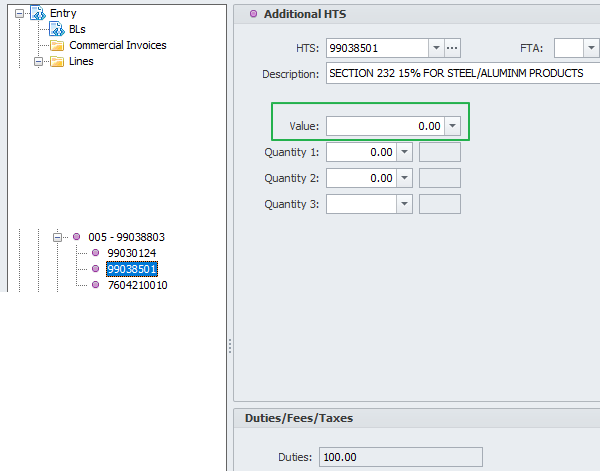 Entry
BLs
Commercial Invoices
Lines
005 - 99038803
99030124
99038501
7604210010
Additional HTS
HTS: 99038501 FTA:
Description: SECTION 232 15% FOR STEEL/ALUMINM PRODUCTS
Value: 0.00
Quantity 1: 0.00
Quantity 2: 0.00
Quantity 3:
Duties/Fees/Taxes
Duties: 100.00